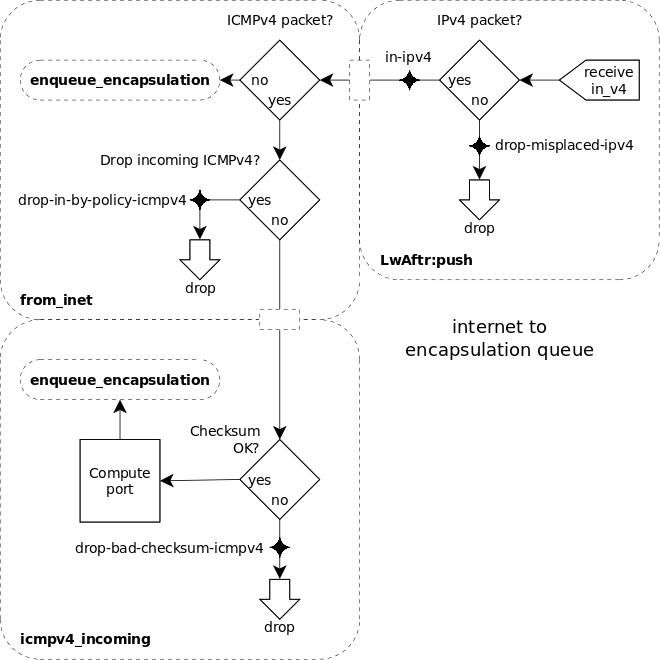 ICMPv4 packet?
IPv4 packet?
in-ipv4
enqueue_encapsulation
no
yes
yes
no
receive
in_v4
drop-misplaced-ipv4
drop
LwAftr:push
Drop incoming ICMPv4?
drop-in-by-policy-icmpv4
yes
no
drop
from_inet
internet to
encapsulation queue
enqueue_encapsulation
Checksum
OK?
Compute
port
yes
no
drop-bad-checksum-icmpv4
drop
icmpv4_incoming